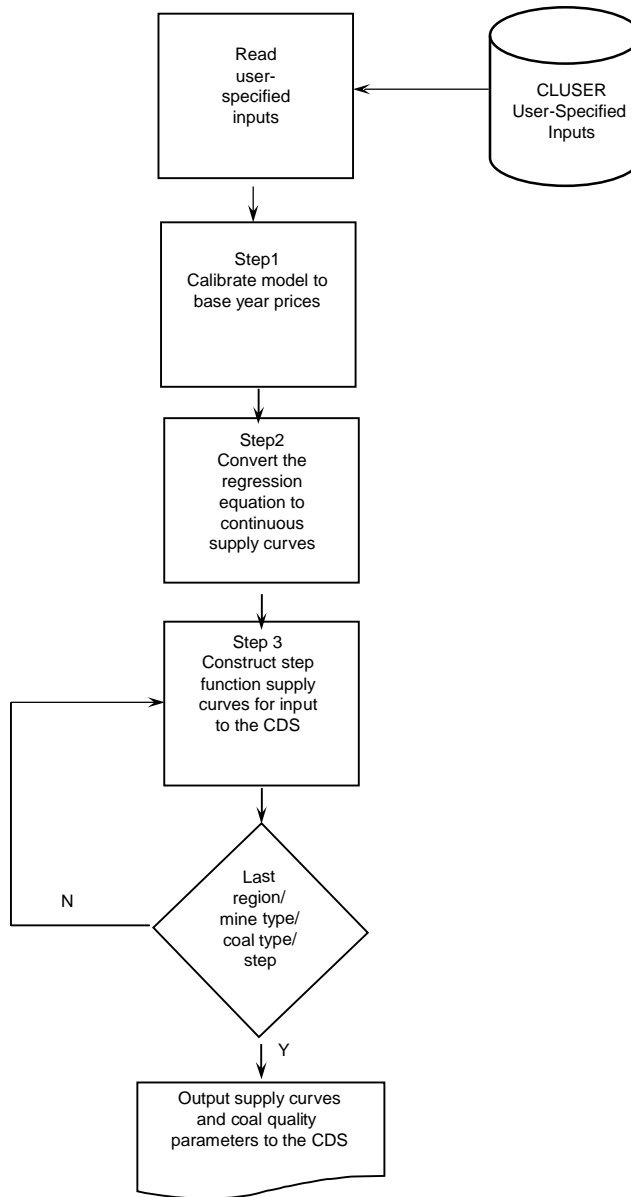 Read
user-
specified
inputs
CLUSER
User-Specified
Inputs
Step1
Calibrate model to
base year prices
Step2
Convert the
regression
equation to
continuous
supply curves
Step 3
Construct step
function supply
curves for input
to the CDS
Last
region/
mine type/
coal type/
step
N
Y
Output supply curves
and coal quality
parameters to the CDS